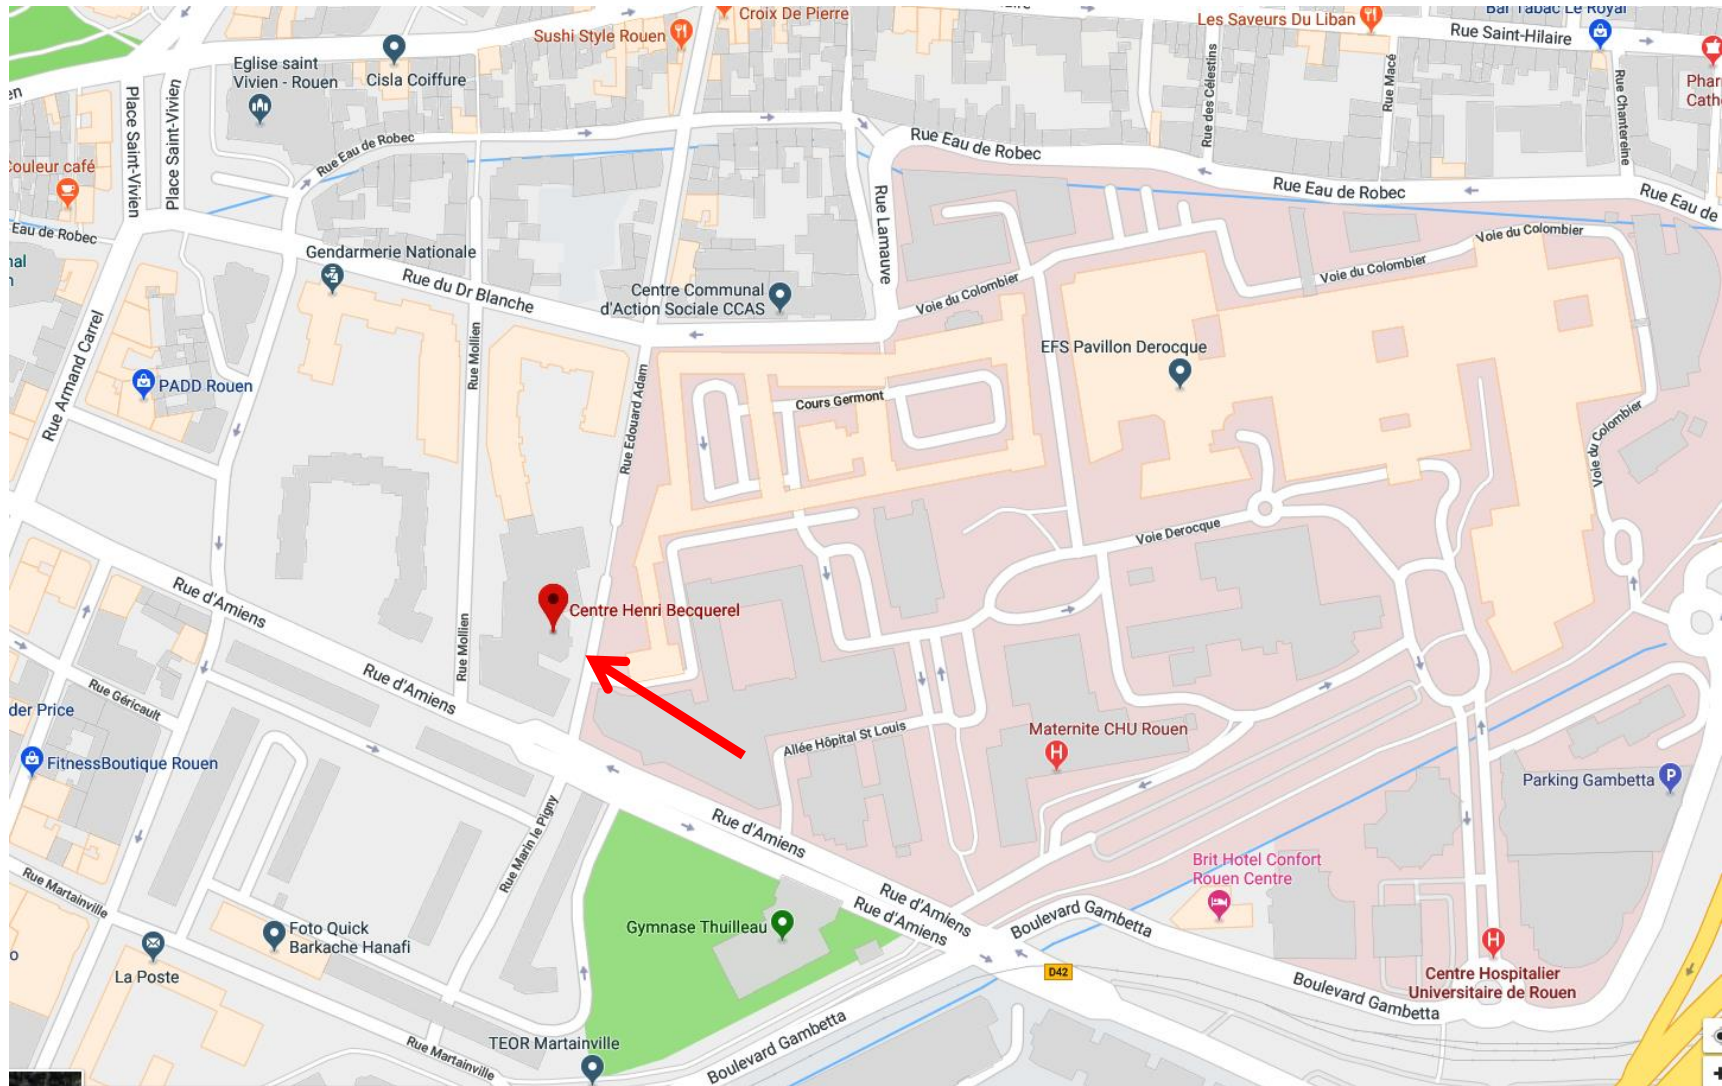 Croix De Pierre
Les Saveurs Du Liban
Bar Tabac Le Royal
Sushi Style Rouen
Rue Saint-Hilaire
Eglise saint
Vivien - Rouen
Cisla Coiffure
Place Saint-Vivien
Place Saint-Vivien
Rue des Célestins
Rue Macé
Rue Chantereine
Rue Eau de Robec
Rue Eau de Robec
Rue Eau de Robec
Rue Eau de
Couleur café
Eau de Robec
Rue Lamauve
Gendarmerie Nationale
Rue du Dr Blanche
Centre Communal
d'Action Sociale CCAS
Voie du Colombier
Voie du Colombier
Voie du Colombier
Voie du Colombier
Rue Armand Carrel
Rue Mollien
EFS Pavillon Derocque
PADD Rouen
Rue Edouard Adam
Cours Germont
Voie Derocque
Rue d'Amiens
Centre Henri Becquerel
Rue Mollien
Rue d'Amiens
Rue Géricault
der Price
FitnessBoutique Rouen
Allée Hôpital St Louis
Maternite CHU Rouen
Parking Gambetta
P
Rue Marin le Pigny
Rue d'Amiens
Brit Hotel Confort
Rouen Centre
Rue Martainville
Foto Quick
Barkache Hanafi
Gymnase Thuilleau
Rue d'Amiens
Rue d'Amiens
Boulevard Gambetta
La Poste
D42
H
H
Centre Hospitalier
Universitaire de Rouen
Boulevard Gambetta
TEOR Martainville
Rue Martainville
Boulevard Gambetta